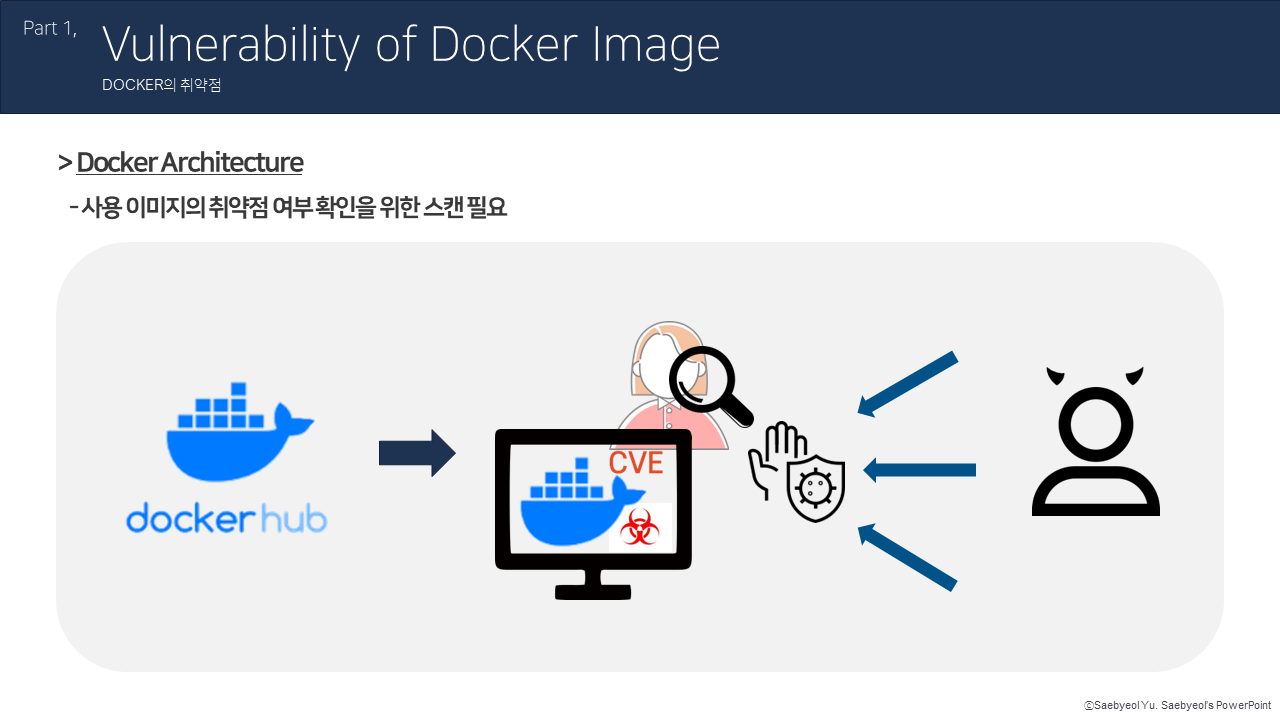 Part 1,
Vulnerability of Docker Image
DOCKER의 취약점
> Docker Architecture
- 사용 이미지의 취약점 여부 확인을 위한 스캔 필요
CVE
docker hub
ⓒSaebyeol Yu. Saebyeol's PowerPoint